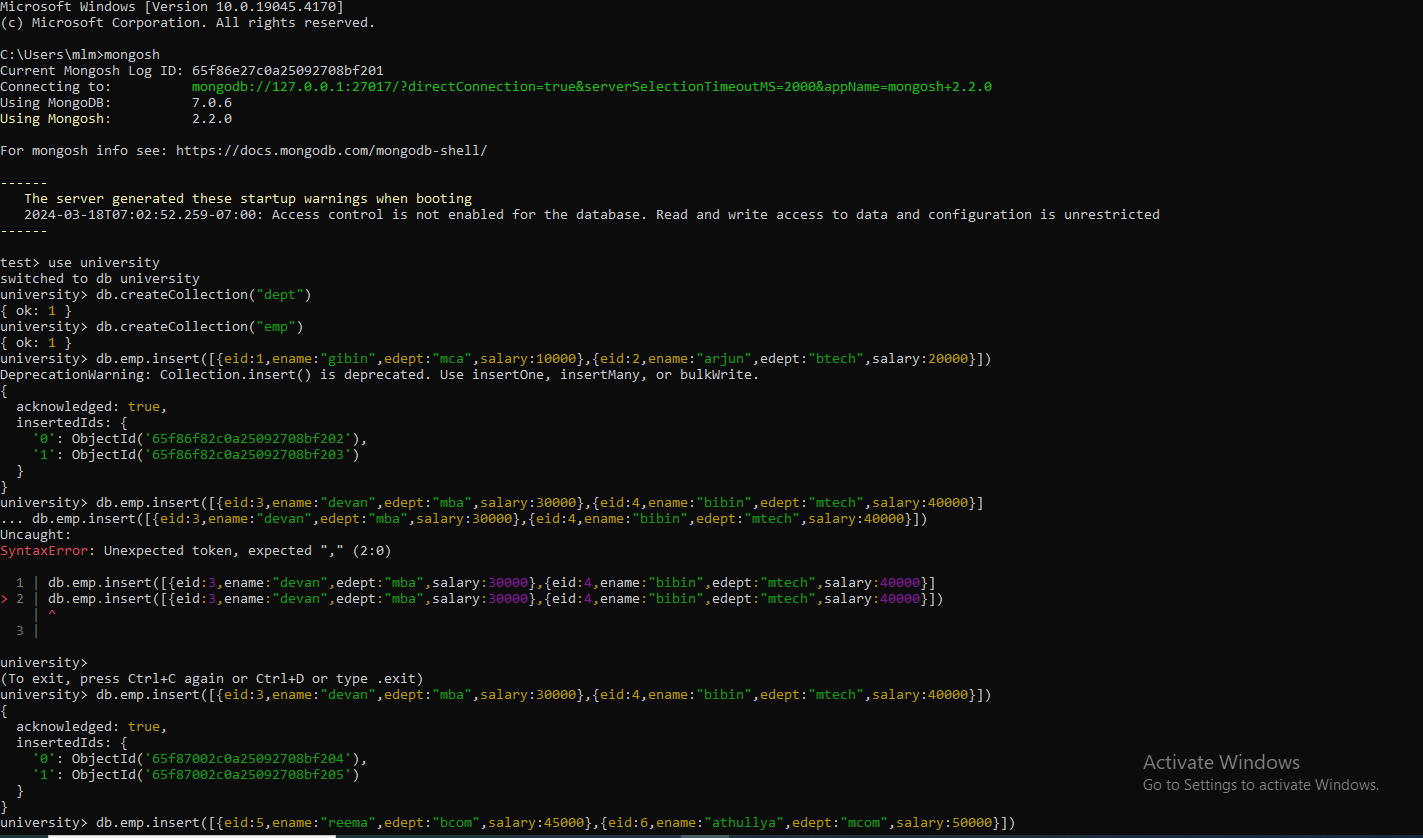 Microsoft Windows [Version 10.0.19045.4170]
(c) Microsoft Corporation. All rights reserved.
C:\Users\mlm>mongosh
Current Mongosh Log ID: 65f86e27c0a25092708bf201
Connecting to:          mongodb://127.0.0.1:27017/?directConnection=true&serverSelectionTimeoutMS=2000&appName=mongosh+2.2.0
Using MongoDB:          7.0.6
Using Mongosh:          2.2.0
For mongosh info see: https://docs.mongodb.com/mongodb-shell/
------
   The server generated these startup warnings when booting
   2024-03-18T07:02:52.259-07:00: Access control is not enabled for the database. Read and write access to data and configuration is unrestricted
------
test> use university
switched to db university
university> db.createCollection("dept")
{ ok: 1 }
university> db.createCollection("emp")
{ ok: 1 }
university> db.emp.insert([{eid:1,ename:"gibin",edept:"mca",salary:10000},{eid:2,ename:"arjun",edept:"btech",salary:20000}])
DeprecationWarning: Collection.insert() is deprecated. Use insertOne, insertMany, or bulkWrite.
{
  acknowledged: true,
  insertedIds: {
    '0': ObjectId('65f86f82c0a25092708bf202'),
    '1': ObjectId('65f86f82c0a25092708bf203')
  }
}
university> db.emp.insert([{eid:3,ename:"devan",edept:"mba",salary:30000},{eid:4,ename:"bibin",edept:"mtech",salary:40000}]
... db.emp.insert([{eid:3,ename:"devan",edept:"mba",salary:30000},{eid:4,ename:"bibin",edept:"mtech",salary:40000}])
Uncaught:
SyntaxError: Unexpected token, expected "," (2:0)
  1 | db.emp.insert([{eid:3,ename:"devan",edept:"mba",salary:30000},{eid:4,ename:"bibin",edept:"mtech",salary:40000}]
> 2 | db.emp.insert([{eid:3,ename:"devan",edept:"mba",salary:30000},{eid:4,ename:"bibin",edept:"mtech",salary:40000}])
    | ^
  3 |
university>
(To exit, press Ctrl+C again or Ctrl+D or type .exit)
university> db.emp.insert([{eid:3,ename:"devan",edept:"mba",salary:30000},{eid:4,ename:"bibin",edept:"mtech",salary:40000}])
{
  acknowledged: true,
  insertedIds: {
    '0': ObjectId('65f87002c0a25092708bf204'),
    '1': ObjectId('65f87002c0a25092708bf205')
  }
}
university> db.emp.insert([{eid:5,ename:"reema",edept:"bcom",salary:45000},{eid:6,ename:"athullya",edept:"mcom",salary:50000}])
Activate Windows
Go to Settings to activate Windows.